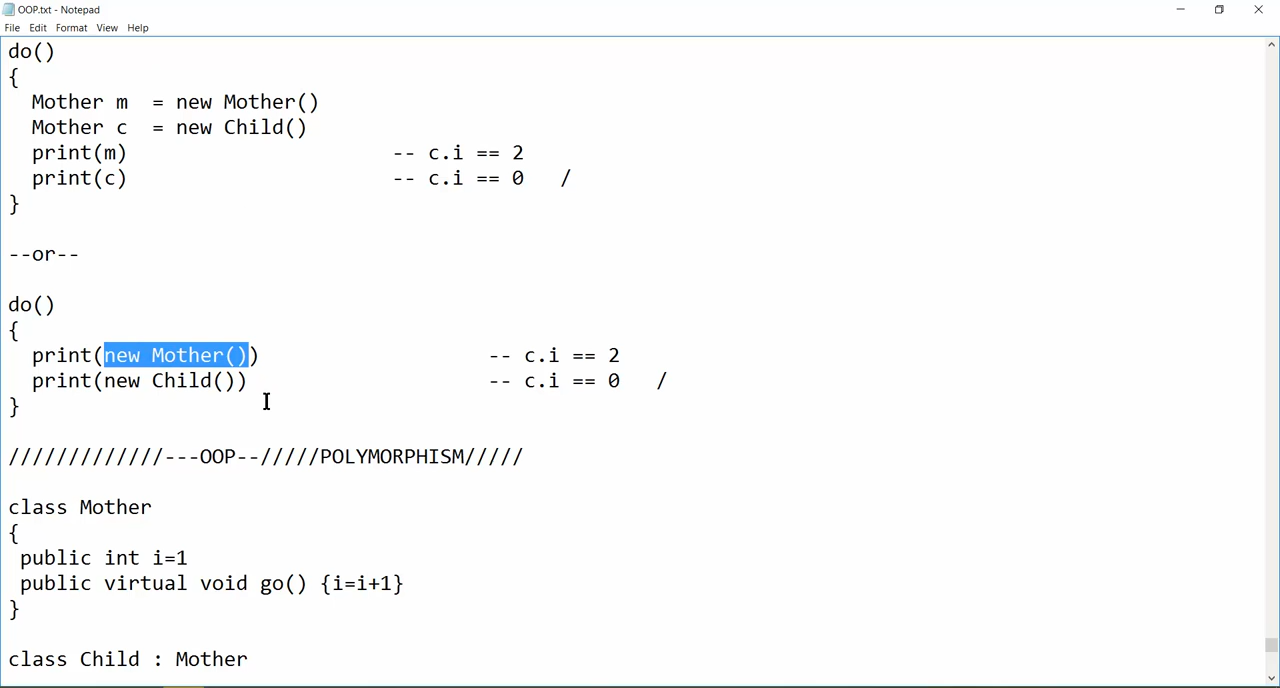 OOP.txt - Notepad
File Edit Format View Help
do()
{
  Mother m  = new Mother()
  Mother c  = new Child()
  print(m)                      -- c.i == 2
  print(c)                      -- c.i == 0   /
}
--or--
do()
{
  print(new Mother())                    -- c.i == 2
  print(new Child())                     -- c.i == 0   /
}
/////////////---OOP--/////POLYMORPHISM/////
class Mother
{
 public int i=1
 public virtual void go() {i=i+1}
}
class Child : Mother